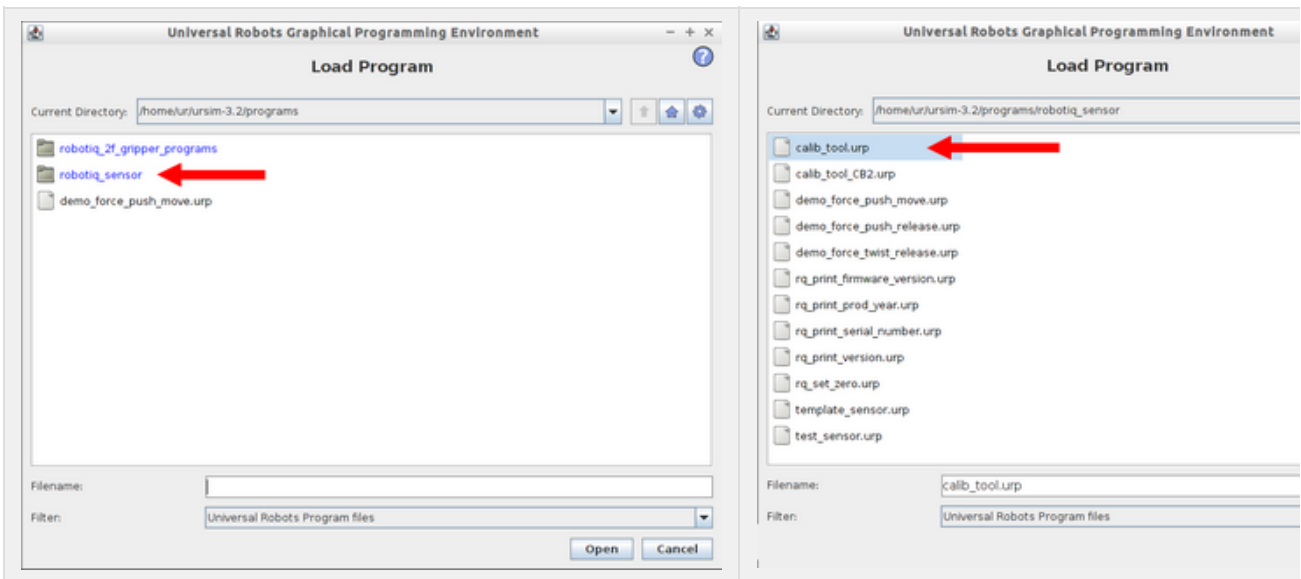 Universal Robots Graphical Programming Environment
Load Program
Current Directory: /home/ur/ursim-3.2/programs
robotiq_2f_gripper_programs
robotiq_sensor
demo_force_push_move.urp
Filename:
Filter: Universal Robots Program files
Open Cancel
Universal Robots Graphical Programming Environment
Load Program
Current Directory: /home/ur/ursim-3.2/programs/robotiq_sensor
calib_tool.urp
calib_tool_CB2.urp
demo_force_push_move.urp
demo_force_push_release.urp
demo_force_twist_release.urp
rq_print_firmware_version.urp
rq_print_prod_year.urp
rq_print_serial_number.urp
rq_print_version.urp
rq_set_zero.urp
template_sensor.urp
test_sensor.urp
Filename: calib_tool.urp
Filter: Universal Robots Program files